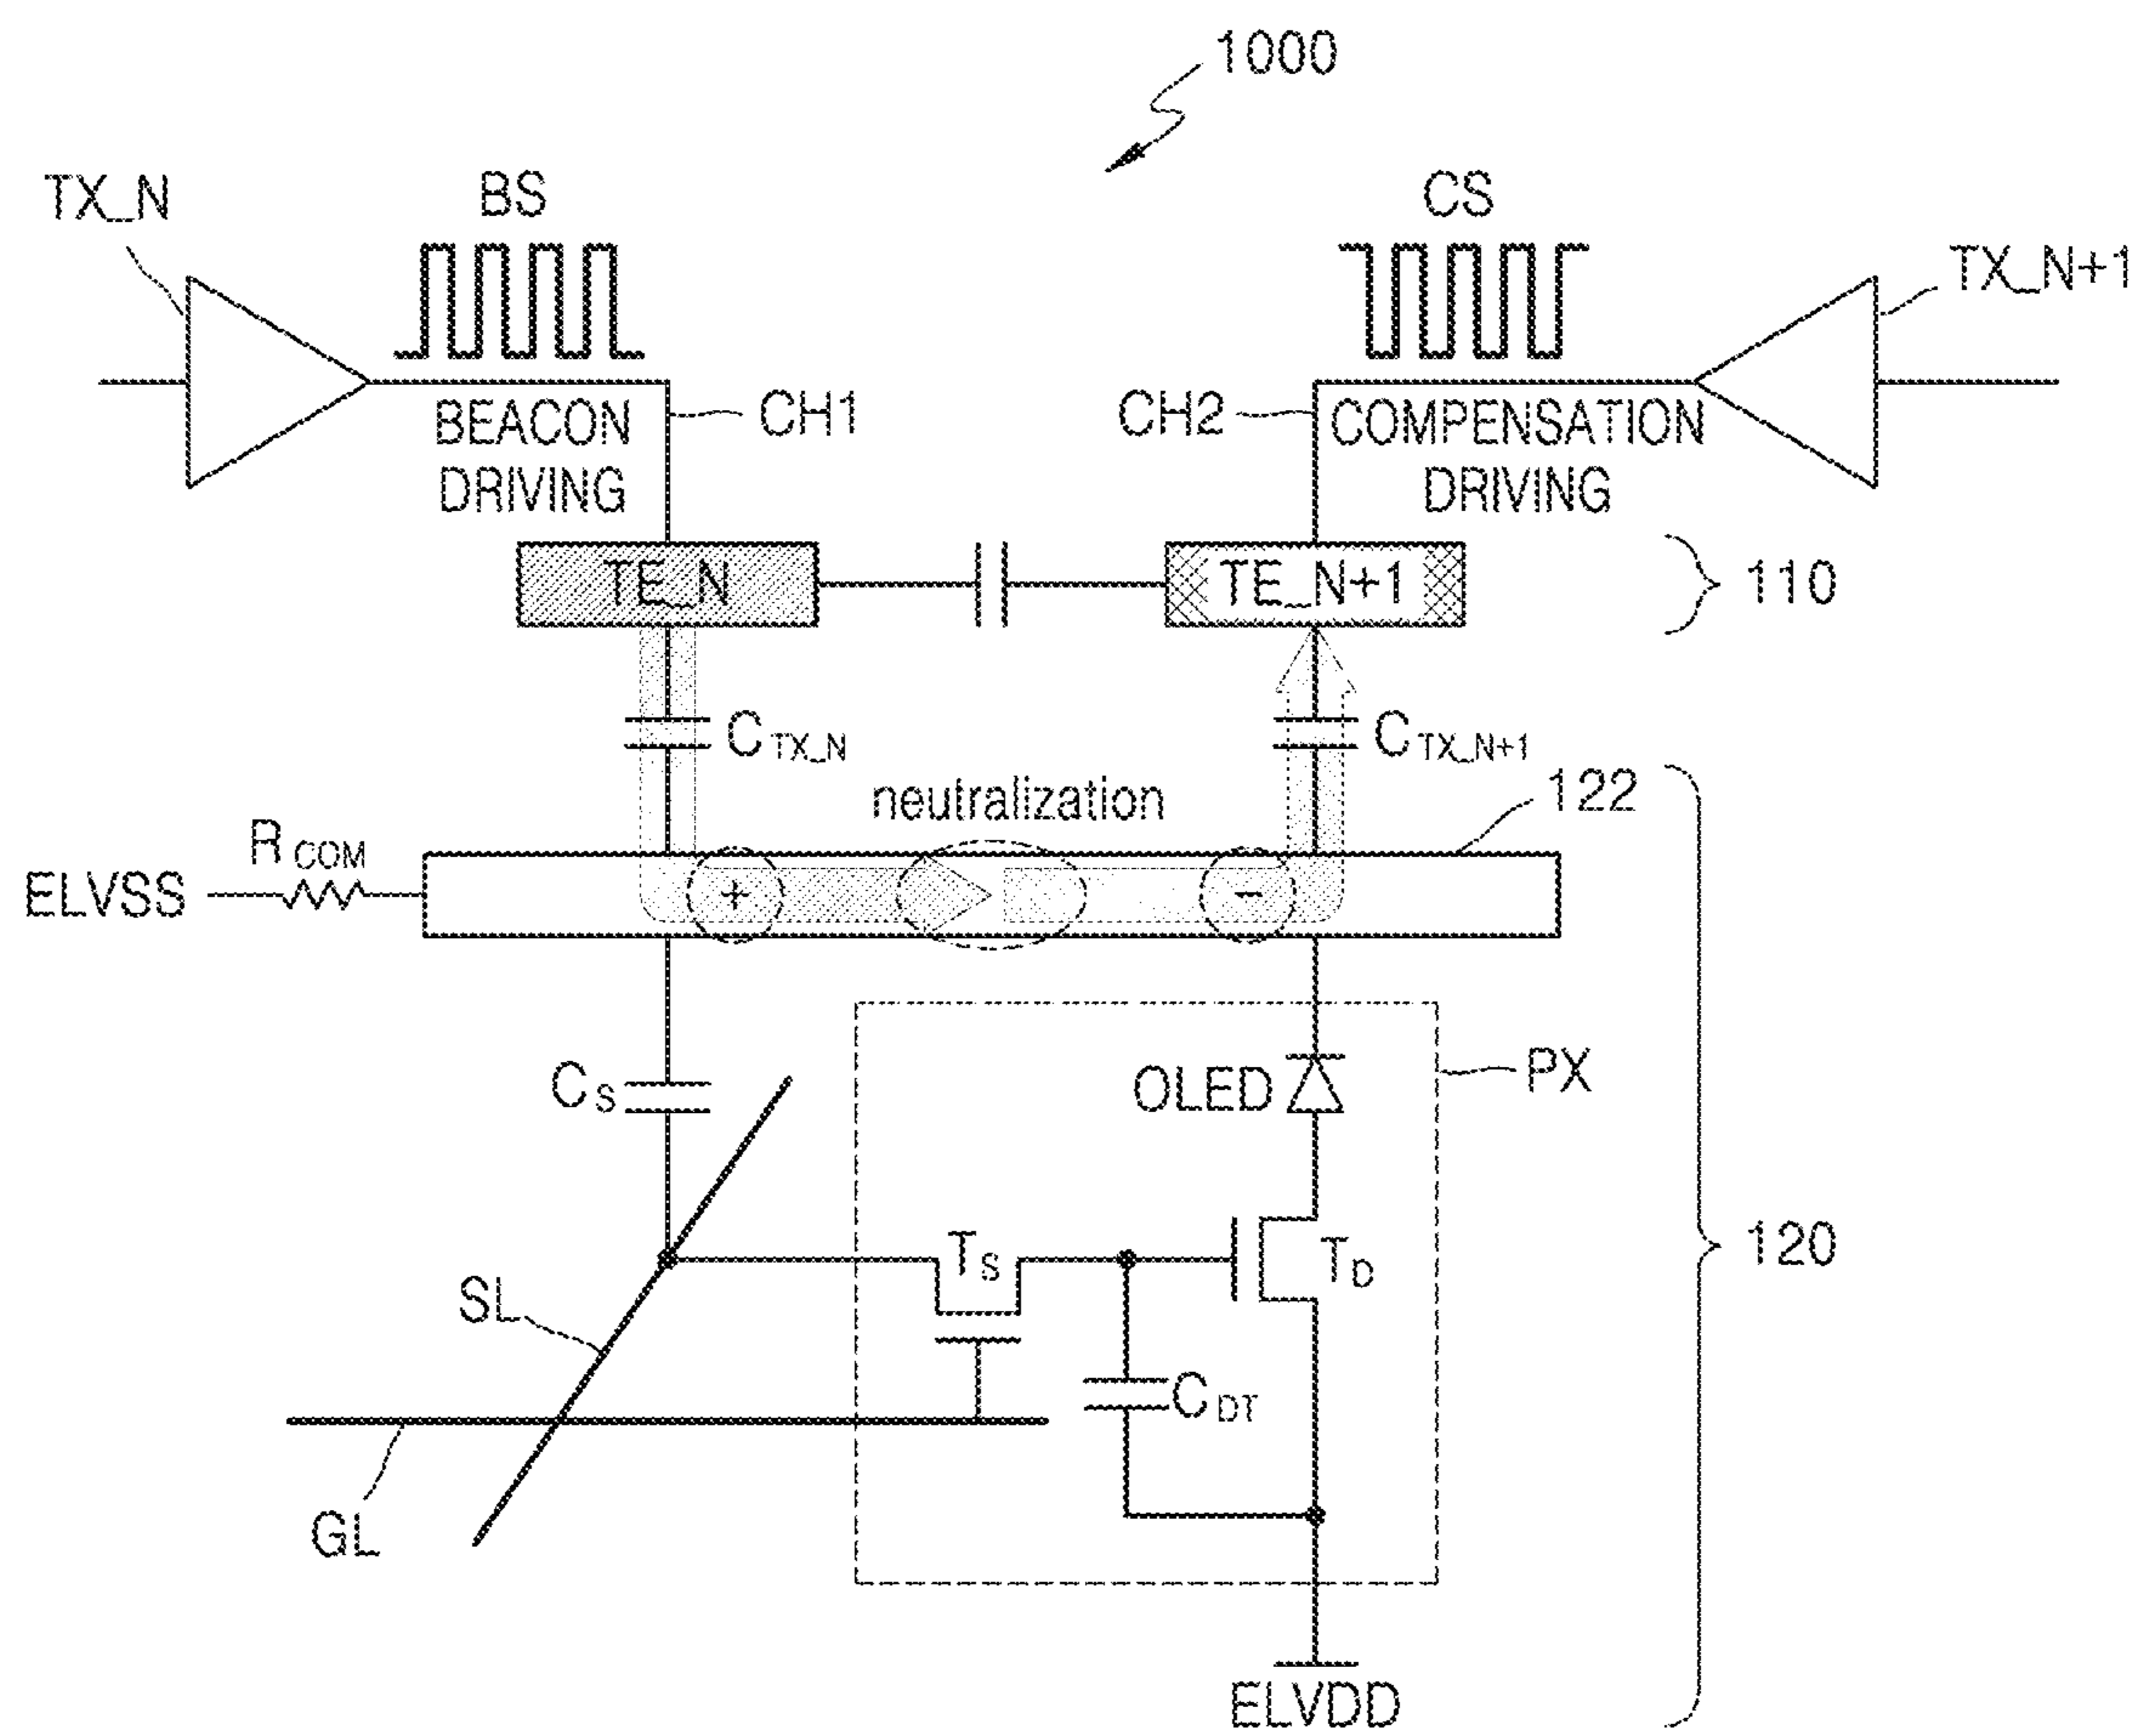 1000
TX_N
BS
CS
TX_N+1
BEACON
DRIVING
CH1
CH2
COMPENSATION
DRIVING
TE_N
TE_N+1
110
C TX_N
C TX_N+1
neutralization
122
R COM
ELVSS
+
−
C S
OLED
PX
SL
T S
T D
120
C DT
GL
ELVDD